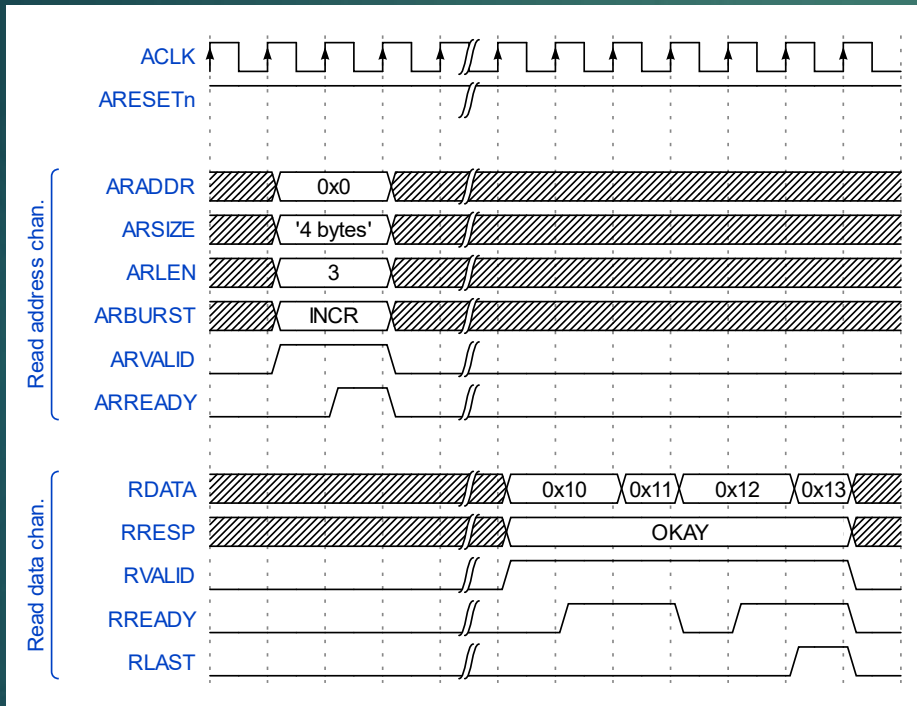 ACLK
ARESETn
Read address chan.
ARADDR 0x0
ARSIZE '4 bytes'
ARLEN 3
ARBURST INCR
ARVALID
ARREADY
Read data chan.
RDATA 0x10 0x11 0x12 0x13
RRESP OKAY
RVALID
RREADY
RLAST